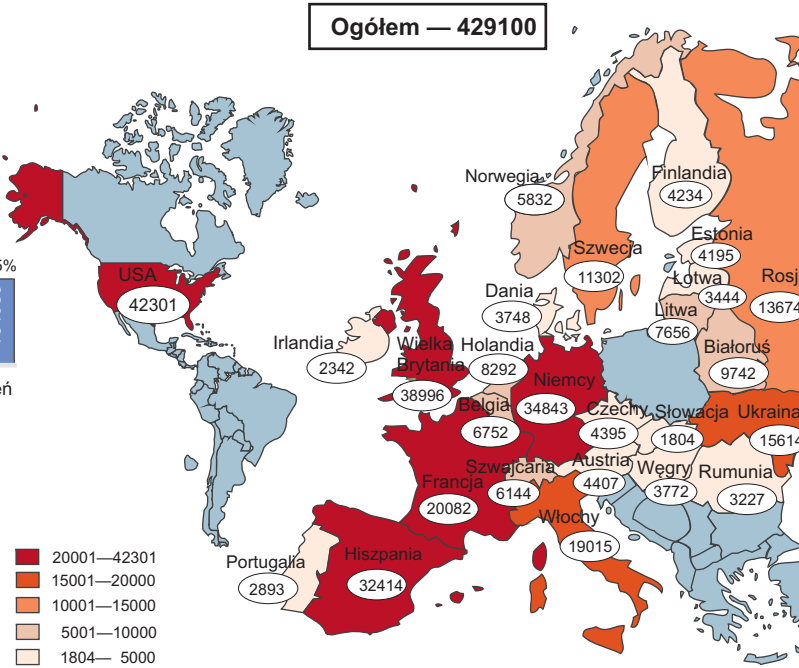 Ogółem — 429100
Norwegia
5832
Finlandia
4234
Estonia
4195
Szwecja
11302
5%
USA
42301
Dania
3748
Łotwa
3444
Rosj
13674
Litwa
7656
Irlandia
2342
Wielka
Brytania
38996
Holandia
8292
Białoruś
9742
Niemcy
34843
Belgia
6752
Czechy
4395
Słowacja
1804
Ukraina
15614
eń
Szwajcaria
6144
Austria
4407
Węgry
3772
Rumunia
3227
Francja
20082
Włochy
19015
Portugalia
2893
Hiszpania
32414
20001—42301
15001—20000
10001—15000
5001—10000
1804— 5000